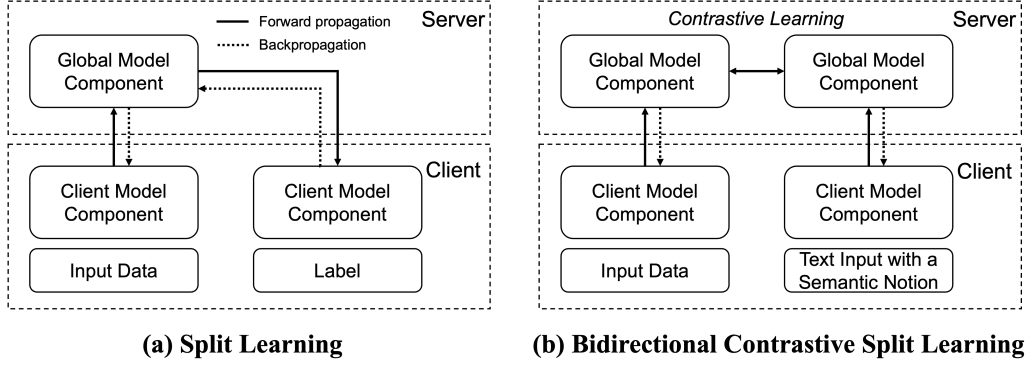 Forward propagation
Backpropagation
Server
Global Model
Component
Client
Client Model
Component
Client Model
Component
Input Data
Label
(a) Split Learning
Contrastive Learning
Server
Global Model
Component
Global Model
Component
Client
Client Model
Component
Client Model
Component
Input Data
Text Input with a
Semantic Notion
(b) Bidirectional Contrastive Split Learning